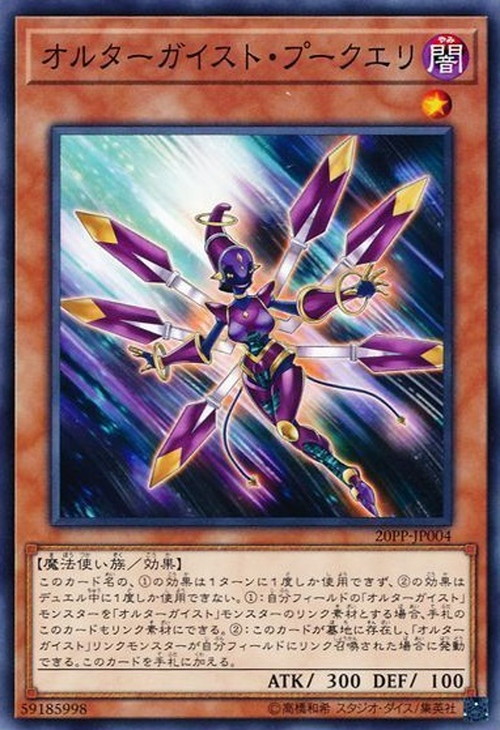 オルターガイスト・プークエリ
闇
やみ
20PP-JP004
【魔法使い族/効果】
このカード名の、①の効果は1ターンに1度しか使用できず、②の効果は
デュエル中に1度しか使用できない。①:自分フィールドの「オルターガイスト」
モンスターを「オルターガイスト」モンスターのリンク素材とする場合、手札の
このカードもリンク素材にできる。②:このカードが墓地に存在し、「オルター
ガイスト」リンクモンスターが自分フィールドにリンク召喚された場合に発動
できる。このカードを手札に加える。
ATK/ 300 DEF/ 100
59185998
©高橋和希 スタジオ・ダイス/集英社